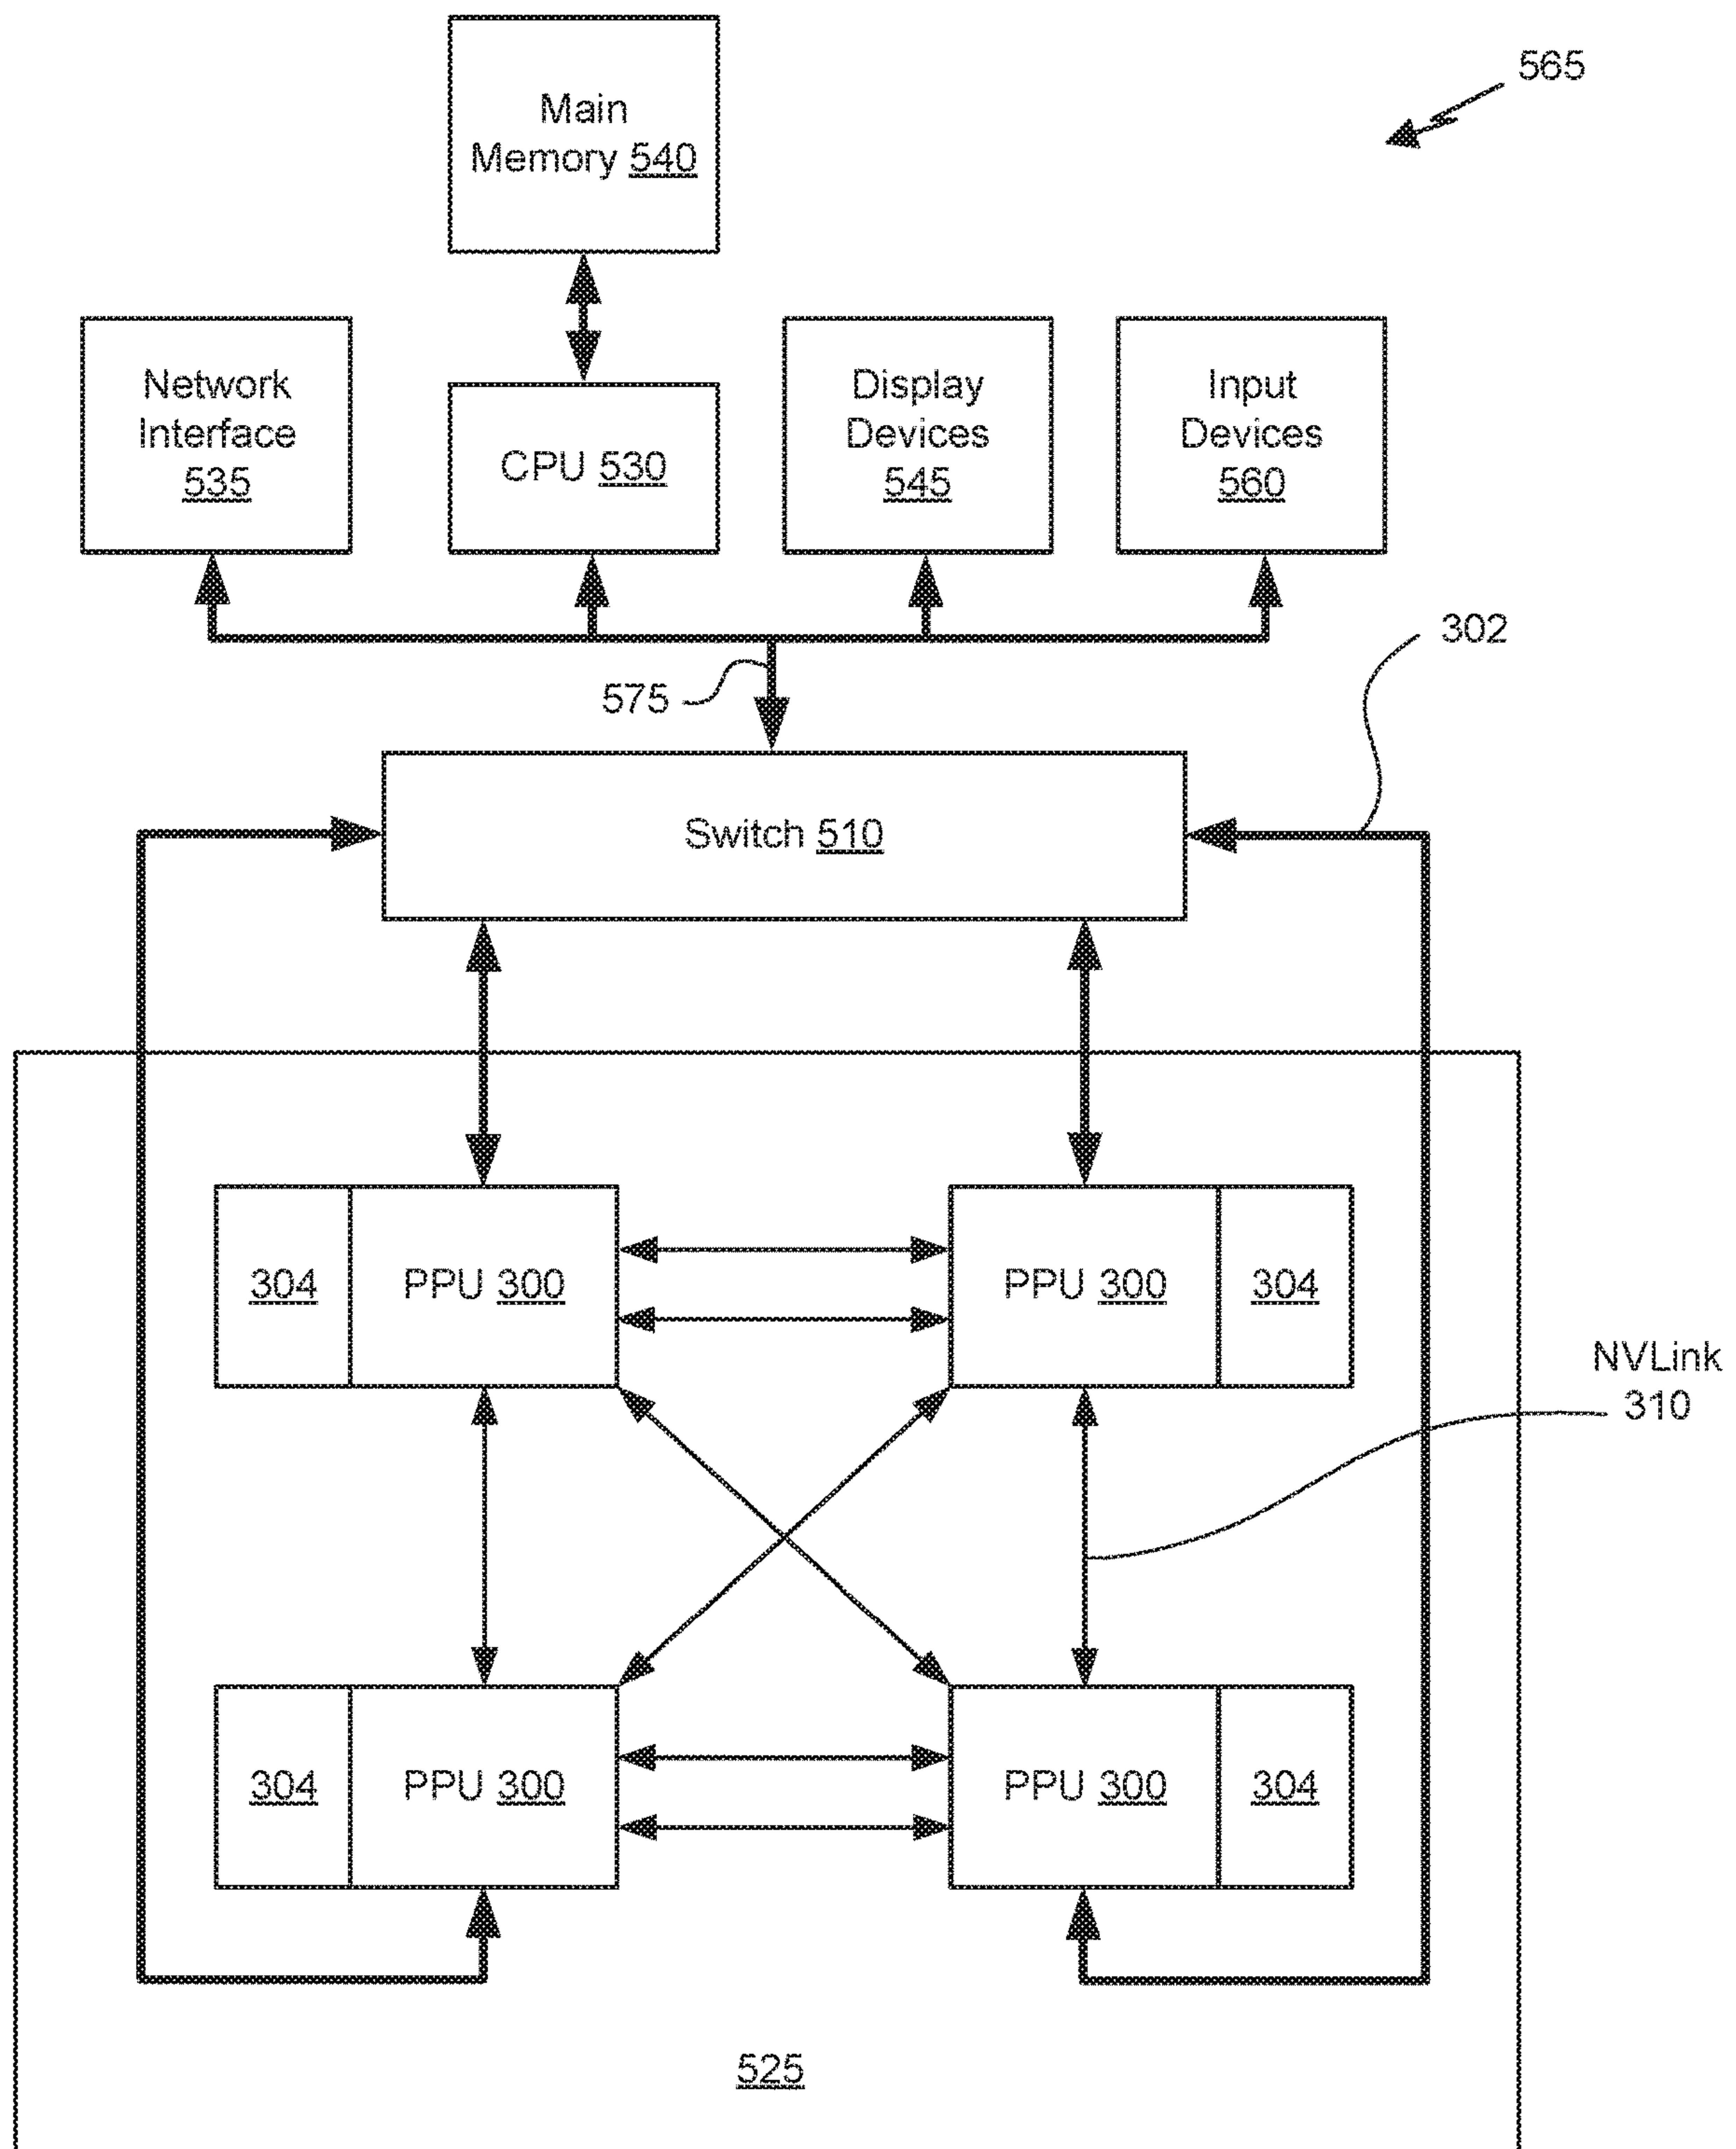 565
Main
Memory 540
Network
Interface
535
CPU 530
Display
Devices
545
Input
Devices
560
302
575
Switch 510
304
PPU 300
PPU 300
304
NVLink
310
304
PPU 300
PPU 300
304
525